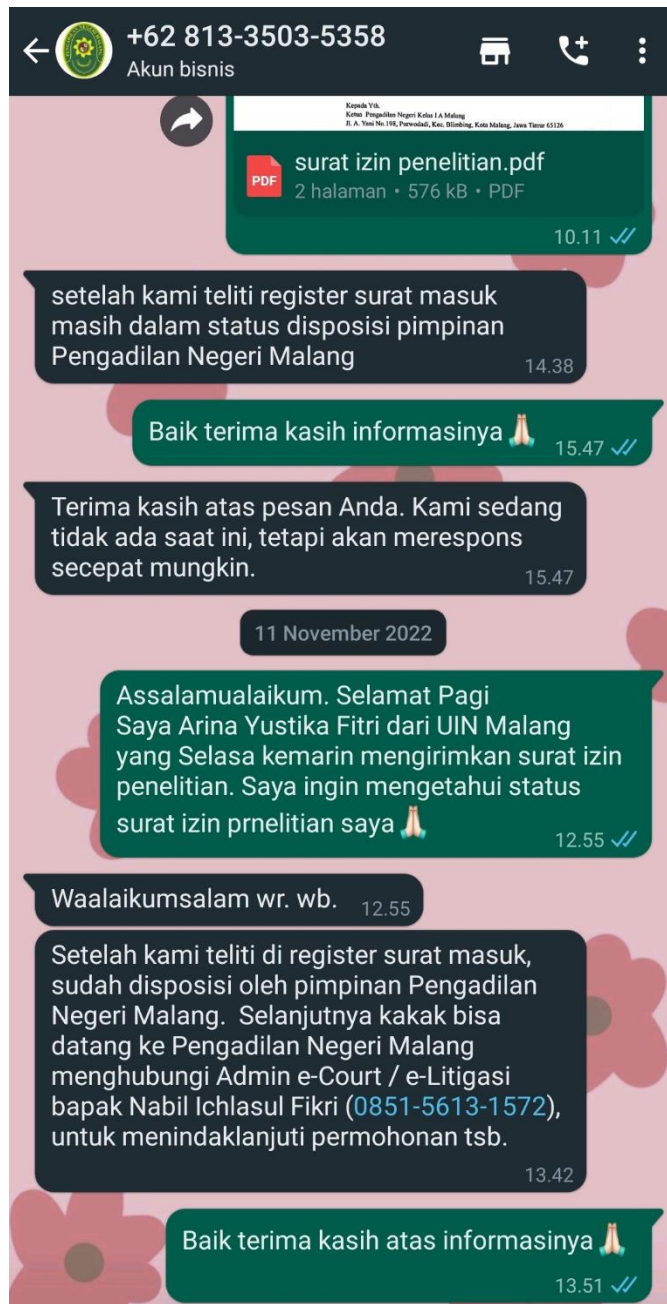 +62 813-3503-5358
Akun bisnis
Kepada Yth.
Ketua Pengadilan Negeri Kelas I A Malang
Jl. A. Yani No.198, Purwodadi, Kec. Blimbing, Kota Malang, Jawa Timur 65126
PDF
surat izin penelitian.pdf
2 halaman • 576 kB • PDF
10.11
setelah kami teliti register surat masuk
masih dalam status disposisi pimpinan
Pengadilan Negeri Malang
14.38
Baik terima kasih informasinya🙏🏻
15.47
Terima kasih atas pesan Anda. Kami sedang
tidak ada saat ini, tetapi akan merespons
secepat mungkin.
15.47
11 November 2022
Assalamualaikum. Selamat Pagi
Saya Arina Yustika Fitri dari UIN Malang
yang Selasa kemarin mengirimkan surat izin
penelitian. Saya ingin mengetahui status
surat izin prnelitian saya🙏🏻
12.55
Waalaikumsalam wr. wb.
12.55
Setelah kami teliti di register surat masuk,
sudah disposisi oleh pimpinan Pengadilan
Negeri Malang.  Selanjutnya kakak bisa
datang ke Pengadilan Negeri Malang
menghubungi Admin e-Court / e-Litigasi
bapak Nabil Ichlasul Fikri (0851-5613-1572),
untuk menindaklanjuti permohonan tsb.
13.42
Baik terima kasih atas informasinya🙏🏻
13.51